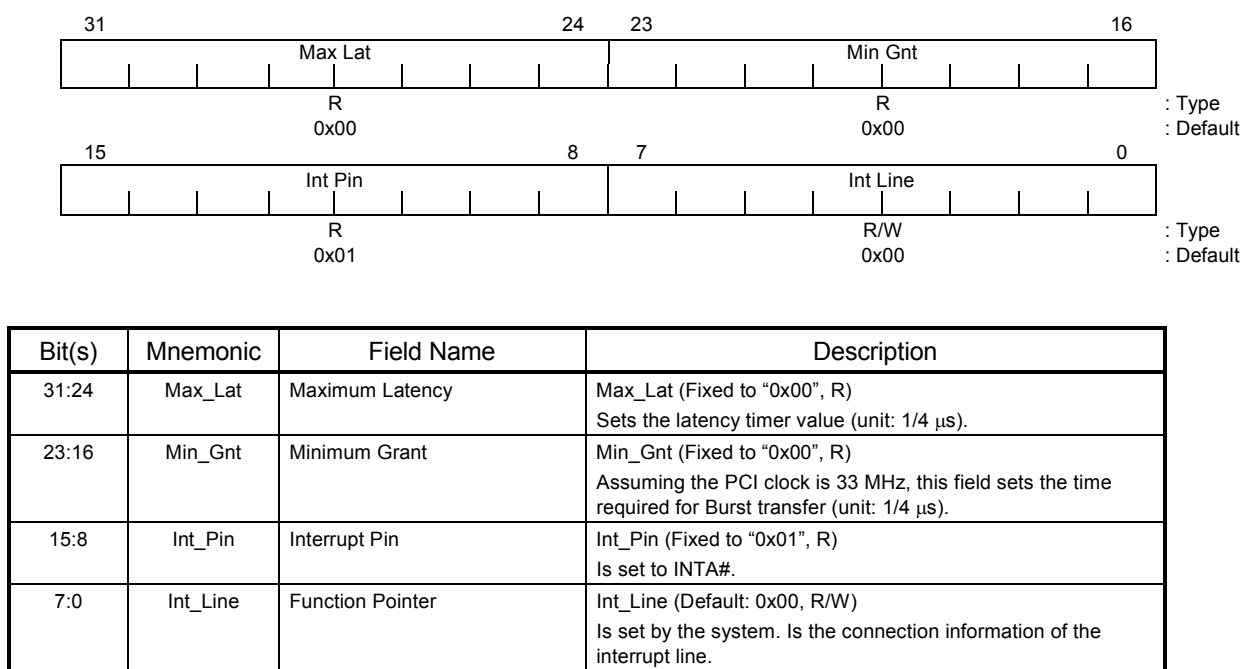 31 24 23 16
Max Lat Min Gnt
R R : Type
0x00 0x00 : Default
15 8 7 0
Int Pin Int Line
R R/W : Type
0x01 0x00 : Default
Bit(s) Mnemonic Field Name Description
31:24 Max_Lat Maximum Latency Max_Lat (Fixed to “0x00”, R)
Sets the latency timer value (unit: 1/4 μs).
23:16 Min_Gnt Minimum Grant Min_Gnt (Fixed to “0x00”, R)
Assuming the PCI clock is 33 MHz, this field sets the time
required for Burst transfer (unit: 1/4 μs).
15:8 Int_Pin Interrupt Pin Int_Pin (Fixed to “0x01”, R)
Is set to INTA#.
7:0 Int_Line Function Pointer Int_Line (Default: 0x00, R/W)
Is set by the system. Is the connection information of the
interrupt line.